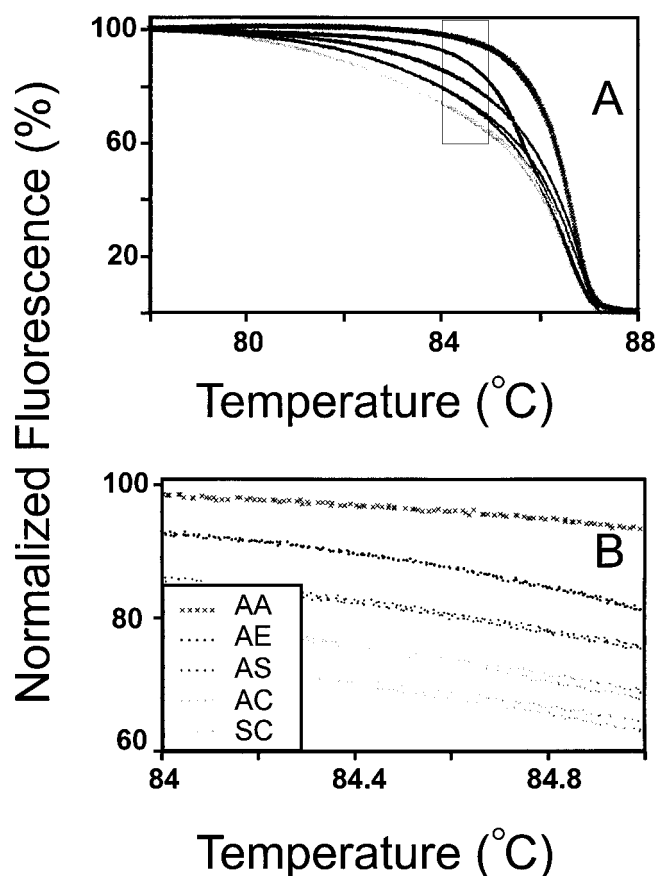 Normalized Fluorescence (%)
100
60
20
A
80
84
88
Temperature (°C)
100
80
60
B
AA
AE
AS
AC
SC
84
84.4
84.8
Temperature (°C)